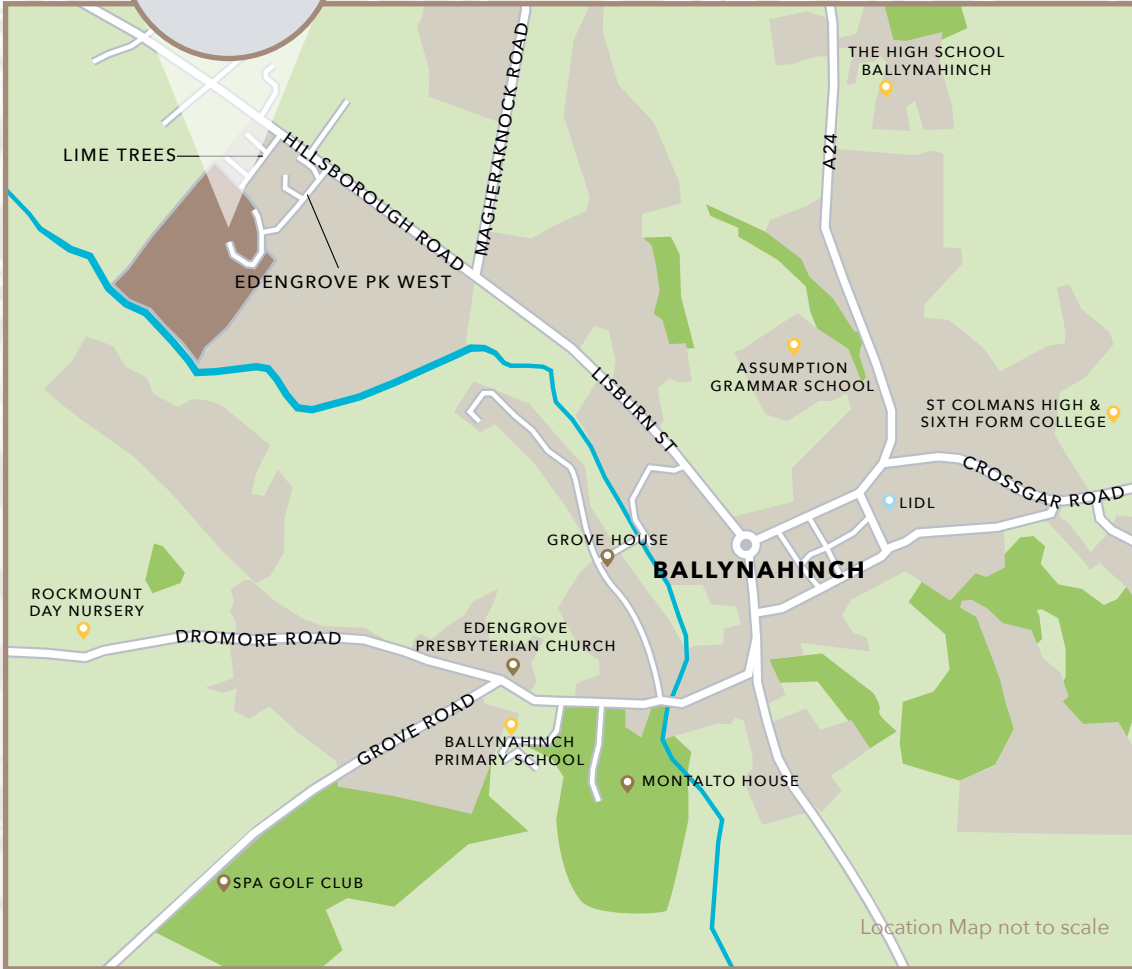 THE HIGH SCHOOL
BALLYNAHINCH
MAGHERAKNOCK ROAD
A24
LIME TREES
HILLSBOROUGH ROAD
EDENGROVE PK WEST
ASSUMPTION
GRAMMAR SCHOOL
LISBURN ST
ST COLMANS HIGH &
SIXTH FORM COLLEGE
CROSSGAR ROAD
LIDL
GROVE HOUSE
BALLYNAHINCH
ROCKMOUNT
DAY NURSERY
DROMORE ROAD
EDENGROVE
PRESBYTERIAN CHURCH
GROVE ROAD
BALLYNAHINCH
PRIMARY SCHOOL
MONTALTO HOUSE
SPA GOLF CLUB
Location Map not to scale